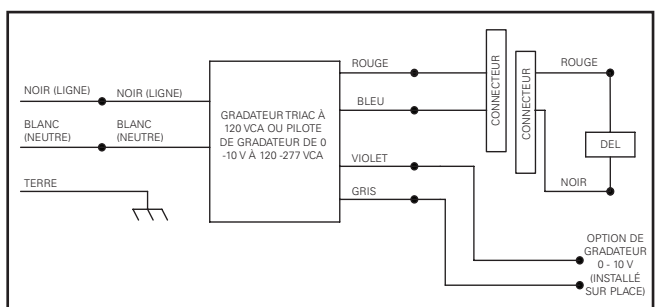 NOIR (LIGNE)
NOIR (LIGNE)
BLANC
(NEUTRE)
BLANC
(NEUTRE)
TERRE
GRADATEUR TRIAC À
120 VCA OU PILOTE
DE GRADATEUR DE 0
-10 V À 120 -277 VCA
ROUGE
BLEU
VIOLET
GRIS
CONNECTEUR
CONNECTEUR
ROUGE
DEL
NOIR
OPTION DE
GRADATEUR
0 - 10 V
(INSTALLÉ
SUR PLACE)